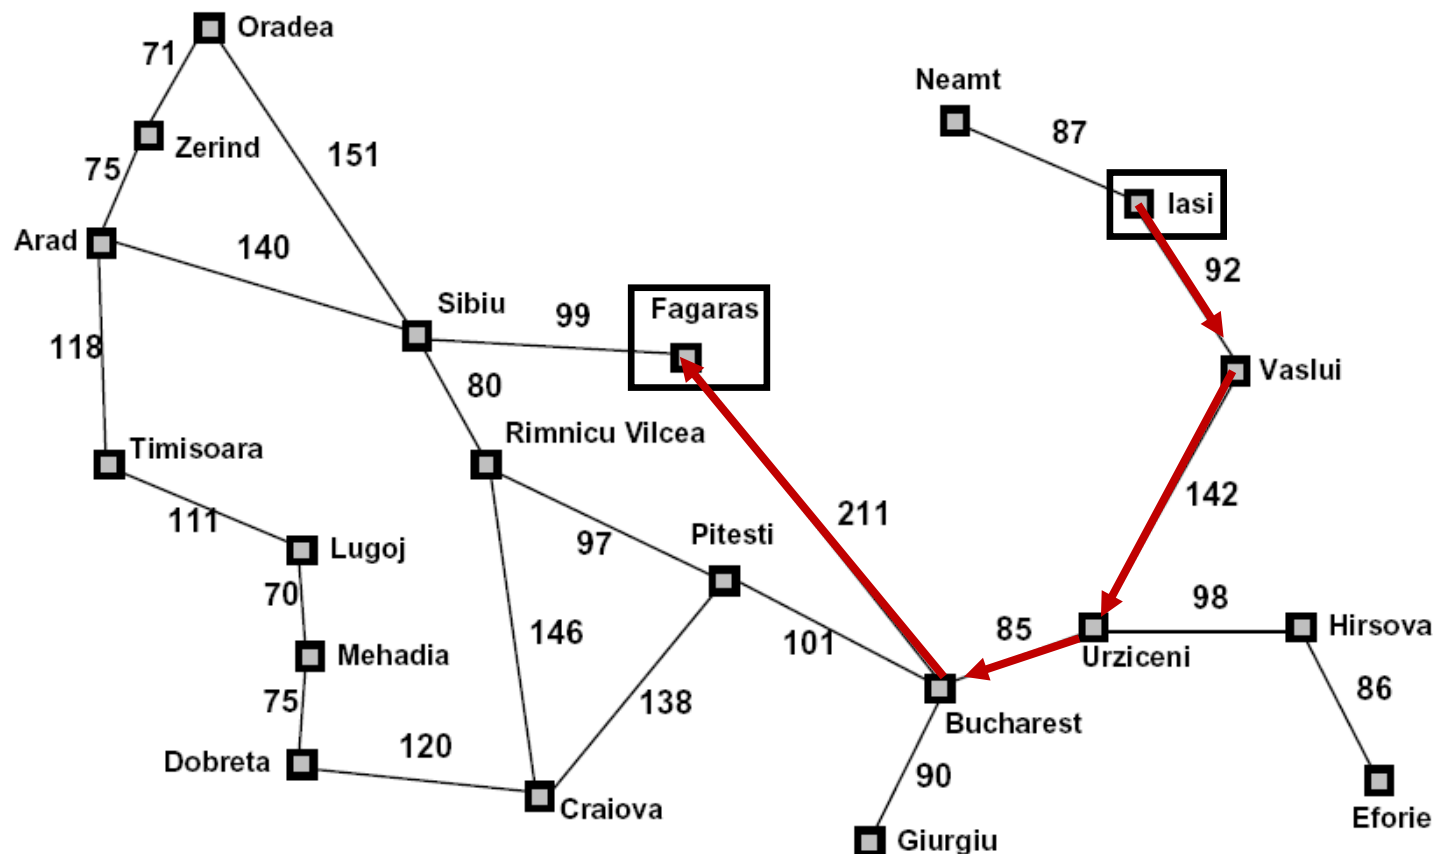 Oradea
71
Neamt
87
Zerind
151
75
Iasi
Arad
140
92
Sibiu
99
Fagaras
118
Vaslui
80
Rimnicu Vilcea
Timisoara
142
211
111
Pitesti
97
Lugoj
70
98
Hirsova
146
101
85
Urziceni
Mehadia
86
75
138
Bucharest
120
Dobreta
90
Craiova
Eforie
Giurgiu